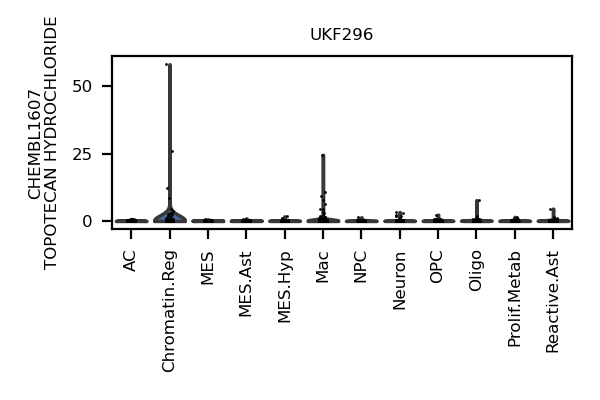 UKF296
CHEMBL1607
TOPOTECAN HYDROCHLORIDE
50
25
0
AC
Chromatin.Reg
MES
MES.Ast
MES.Hyp
Mac
NPC
Neuron
OPC
Oligo
Prolif.Metab
Reactive.Ast